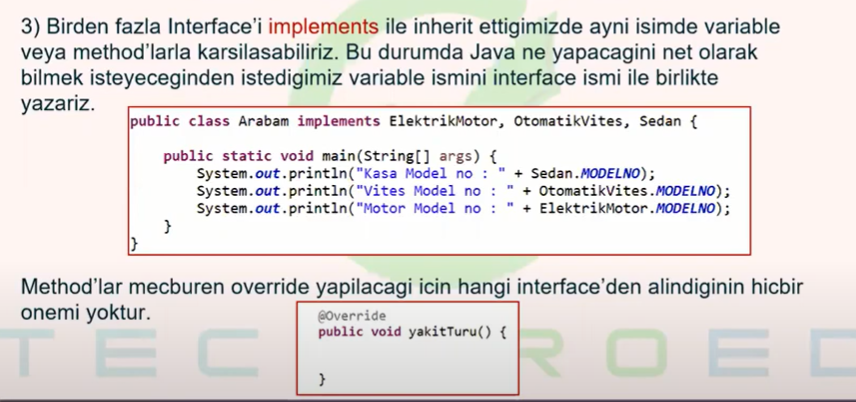 3) Birden fazla Interface'i implements ile inherit ettigimizde ayni isimde variable
veya method'larla karsilasabiliriz. Bu durumda Java ne yapacagini net olarak
bilmek isteyeceginden istedigimiz variable ismini interface ismi ile birlikte
yazariz.
public class Arabam implements ElektrikMotor, OtomatikVites, Sedan {
public static void main(String[] args) {
System.out.println("Kasa Model no : " + Sedan.MODELNO);
System.out.println("Vites Model no : " + OtomatikVites.MODELNO);
System.out.println("Motor Model no : " + ElektrikMotor.MODELNO);
}
}
Method'lar mecburen override yapilacagi icin hangi interface'den alindiginin hicbir
onemi yoktur.
@Override
public void yakitTuru() {
}
TEC ROED